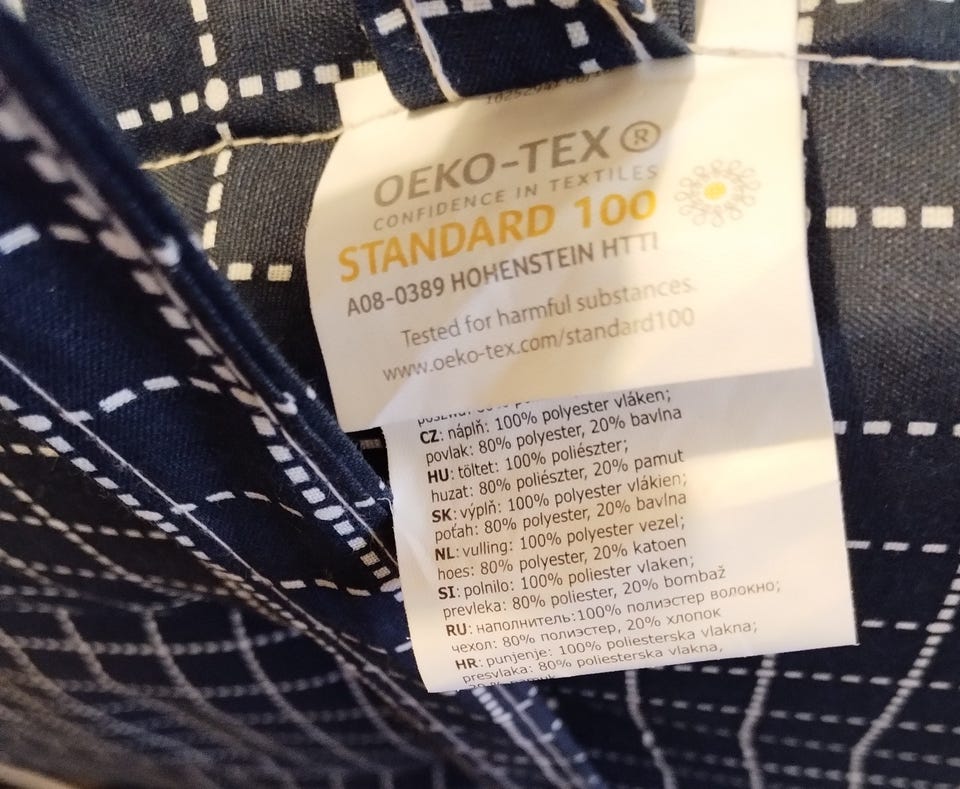 OEKO-TEX®
CONFIDENCE IN TEXTILES
STANDARD 100
A08-0389 HOHENSTEIN HTTI
Tested for harmful substances.
www.oeko-tex.com/standard100
CZ: náplň: 100% polyester vláken;
povlak: 80% polyester, 20% bavlna
HU: töltet: 100% poliészter;
huzat: 80% poliészter, 20% pamut
SK: výplň: 100% polyester vlákien;
poťah: 80% polyester, 20% bavlna
NL: vulling: 100% polyester vezel;
hoes: 80% polyester, 20% katoen
SI: polnilo: 100% poliester vlaken;
prevleka: 80% poliester, 20% bombaž
RU: наполнитель:100% полиэстер волокно;
чехол: 80% полиэстер, 20% хлопок
HR: punjenje: 100% poliesterska vlakna;
presvlaka: 80% poliesterska vlakna,